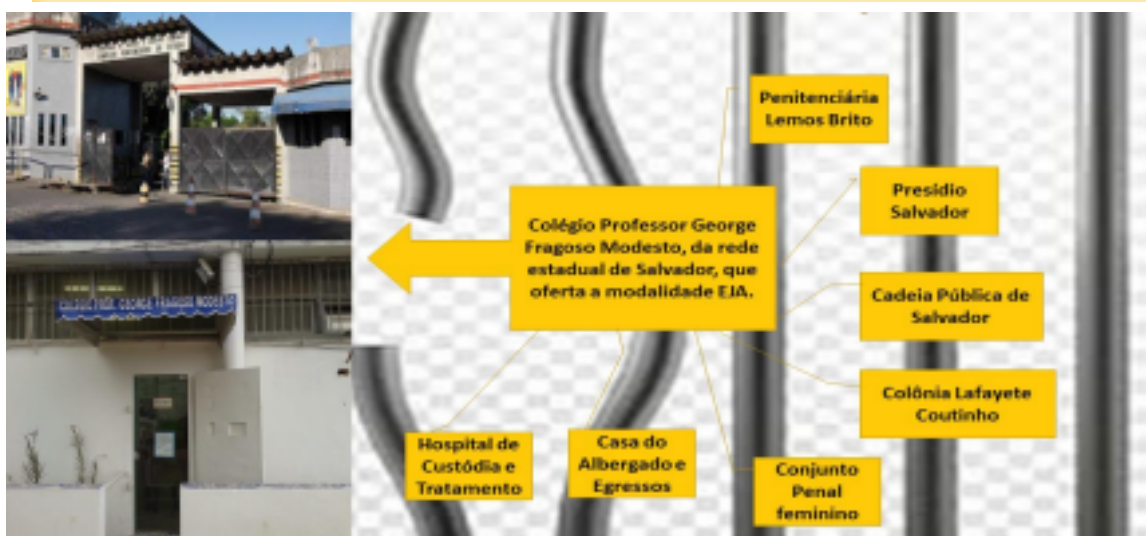 COLÉGIO PROF. GEORGE FRAGOSO MODESTO
Penitenciária
Lemos Brito
Presídio
Salvador
Colégio Professor George
Fragoso Modesto, da rede
estadual de Salvador, que
oferta a modalidade EJA.
Cadeia Pública de
Salvador
Colônia Lafayete
Coutinho
Hospital de
Custódia e
Tratamento
Casa do
Albergado e
Egressos
Conjunto
Penal
feminino